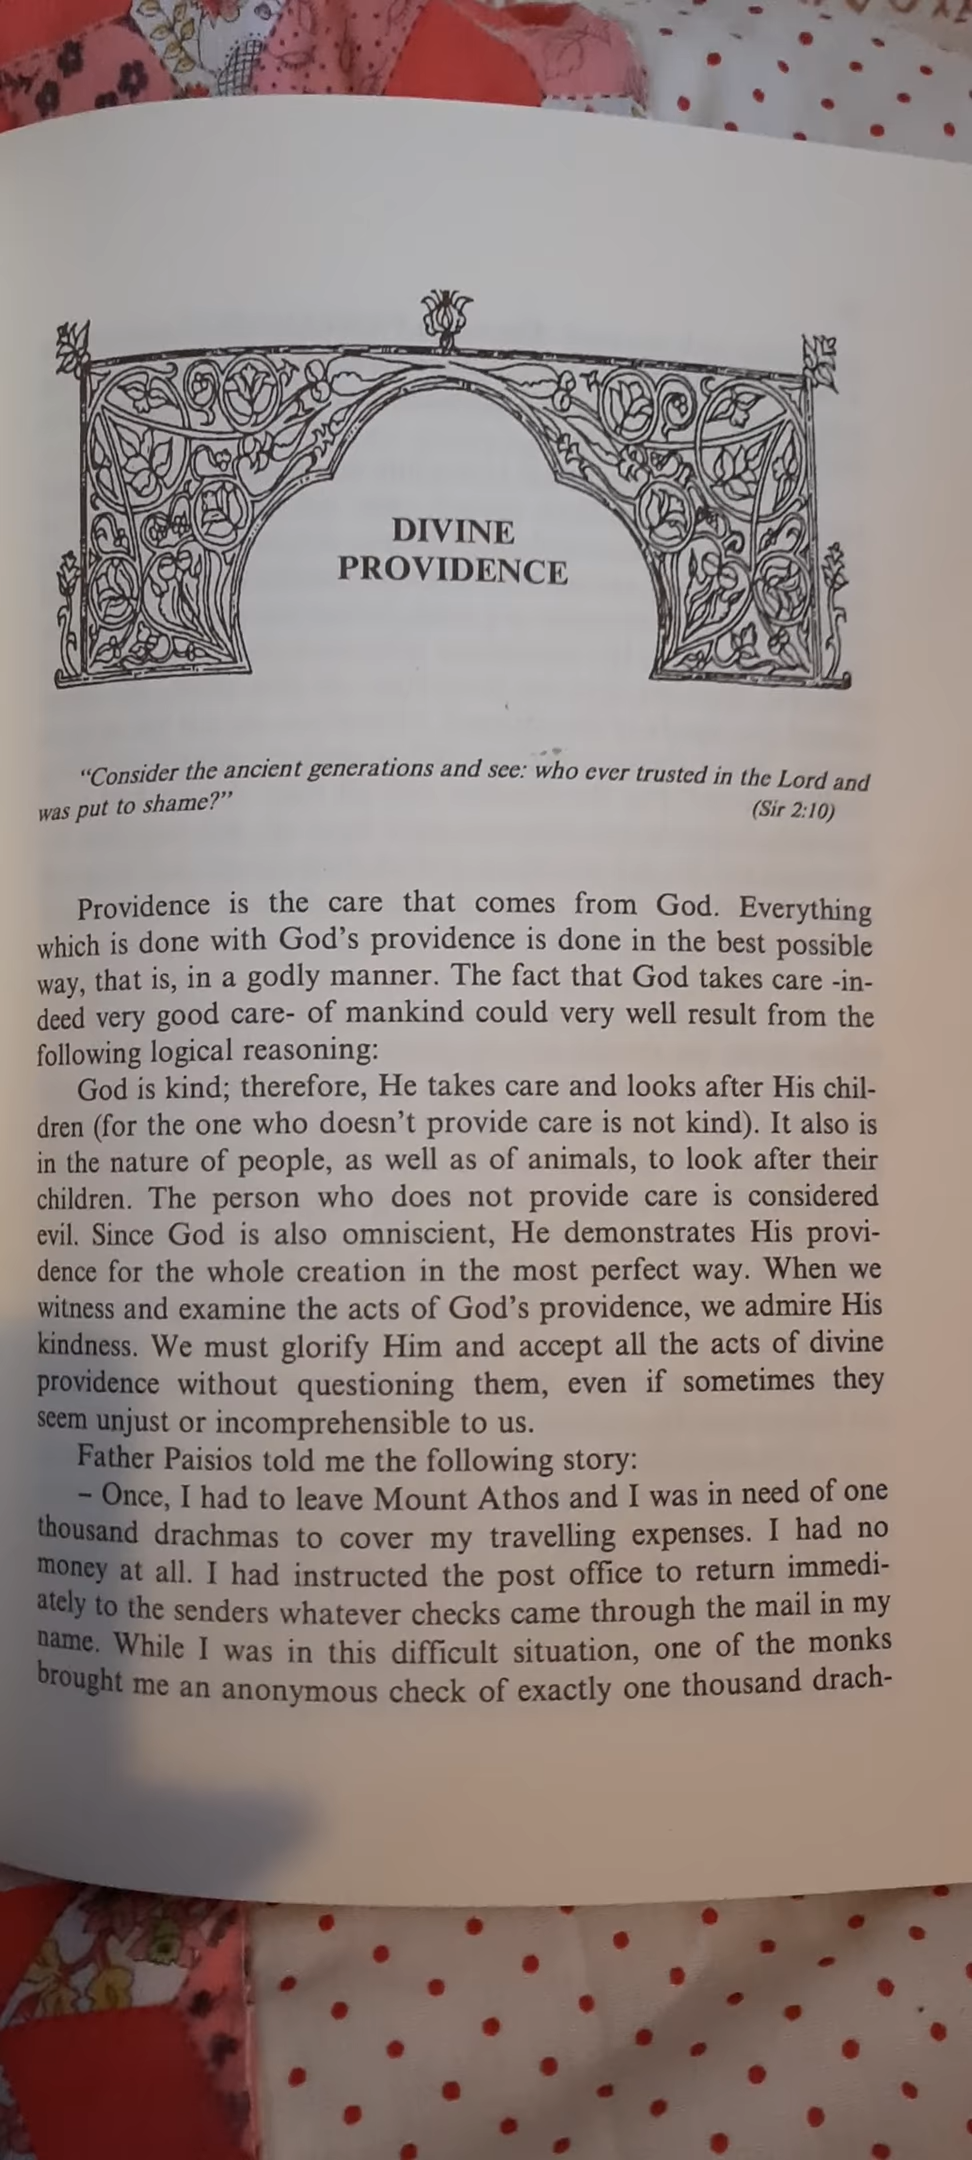 DIVINE
PROVIDENCE
“Consider the ancient generations and see: who ever trusted in the Lord and
was put to shame?” (Sir 2:10)
Providence is the care that comes from God. Everything
which is done with God’s providence is done in the best possible
way, that is, in a godly manner. The fact that God takes care -in-
deed very good care- of mankind could very well result from the
following logical reasoning:
God is kind; therefore, He takes care and looks after His chil-
dren (for the one who doesn’t provide care is not kind). It also is
in the nature of people, as well as of animals, to look after their
children. The person who does not provide care is considered
evil. Since God is also omniscient, He demonstrates His provi-
dence for the whole creation in the most perfect way. When we
witness and examine the acts of God’s providence, we admire His
kindness. We must glorify Him and accept all the acts of divine
providence without questioning them, even if sometimes they
seem unjust or incomprehensible to us.
Father Paisios told me the following story:
– Once, I had to leave Mount Athos and I was in need of one
thousand drachmas to cover my travelling expenses. I had no
money at all. I had instructed the post office to return immedi-
ately to the senders whatever checks came through the mail in my
name. While I was in this difficult situation, one of the monks
brought me an anonymous check of exactly one thousand drach-